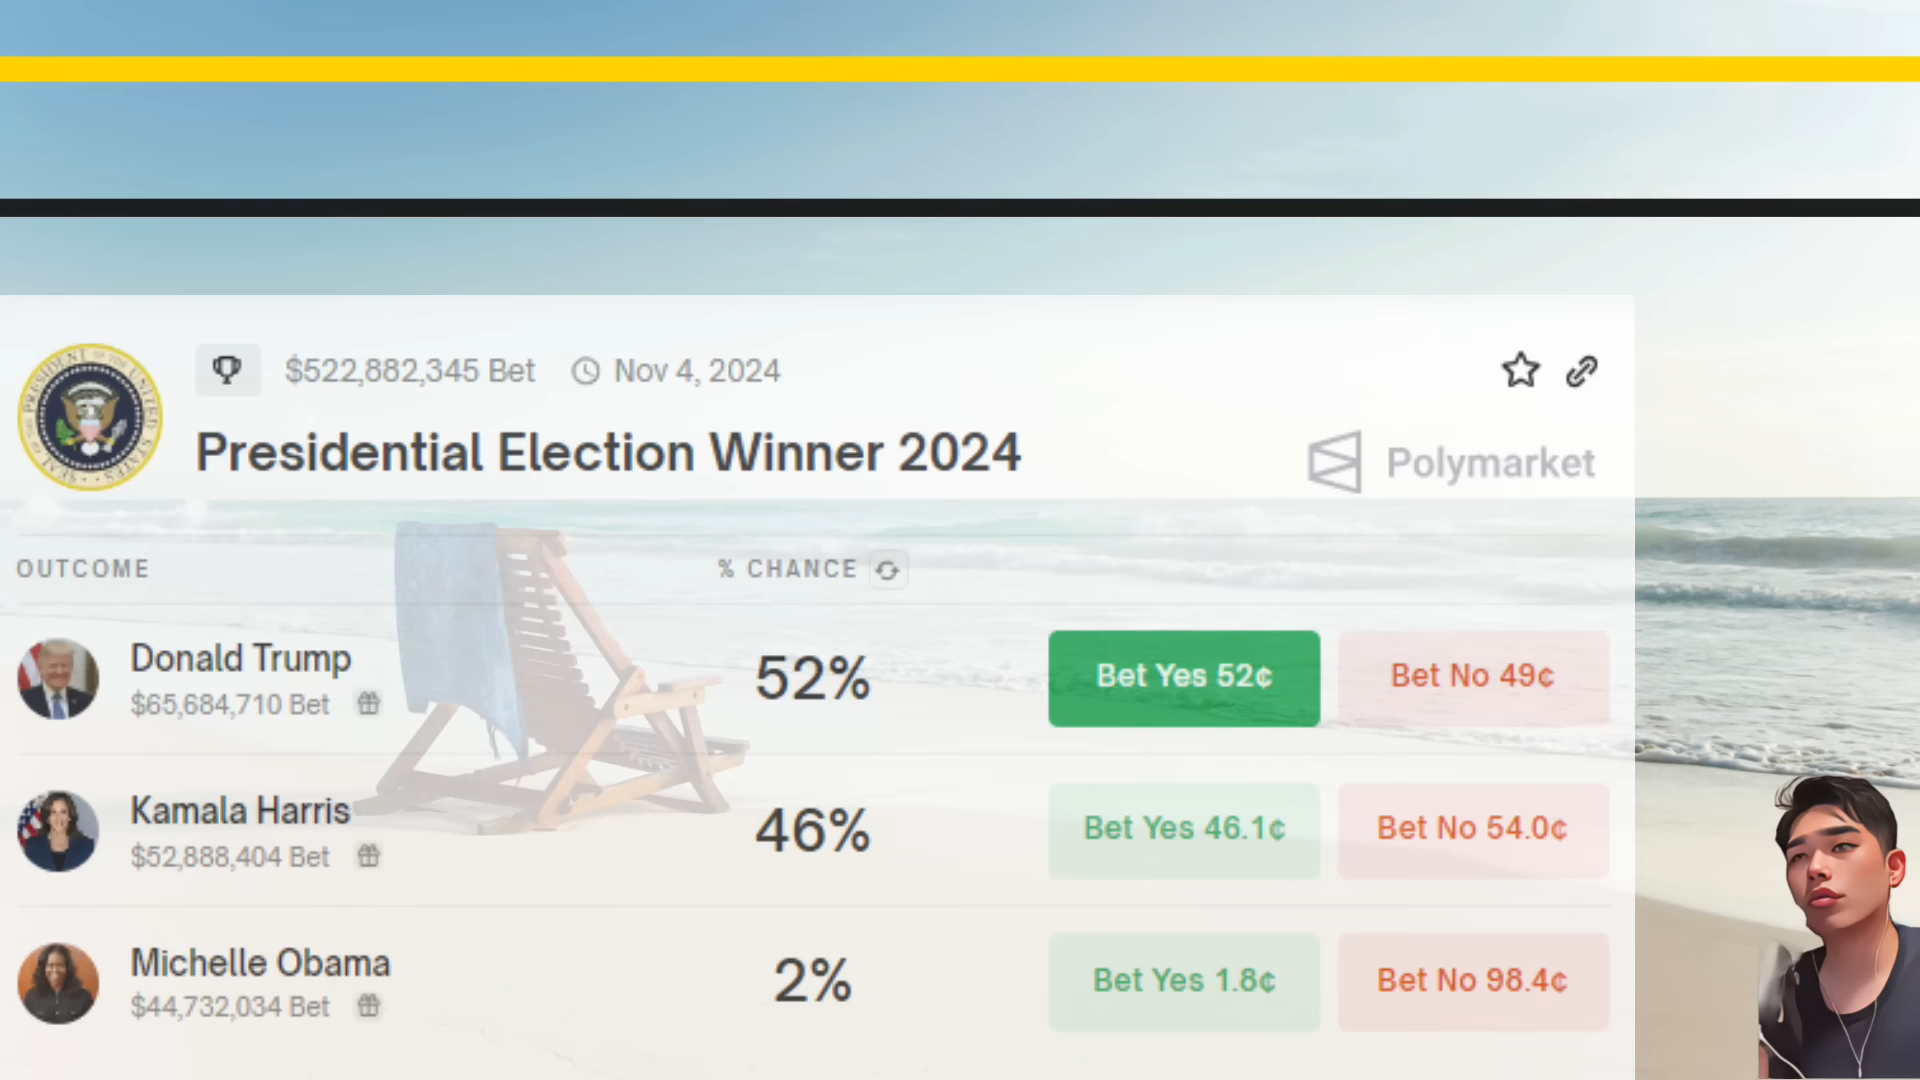 $522,882,345 Bet Nov 4, 2024
Presidential Election Winner 2024
Polymarket
OUTCOME % CHANCE
Donald Trump
$65,684,710 Bet
52% Bet Yes 52¢ Bet No 49¢
Kamala Harris
$52,888,404 Bet
46% Bet Yes 46.1¢ Bet No 54.0¢
Michelle Obama
$44,732,034 Bet
2% Bet Yes 1.8¢ Bet No 98.4¢